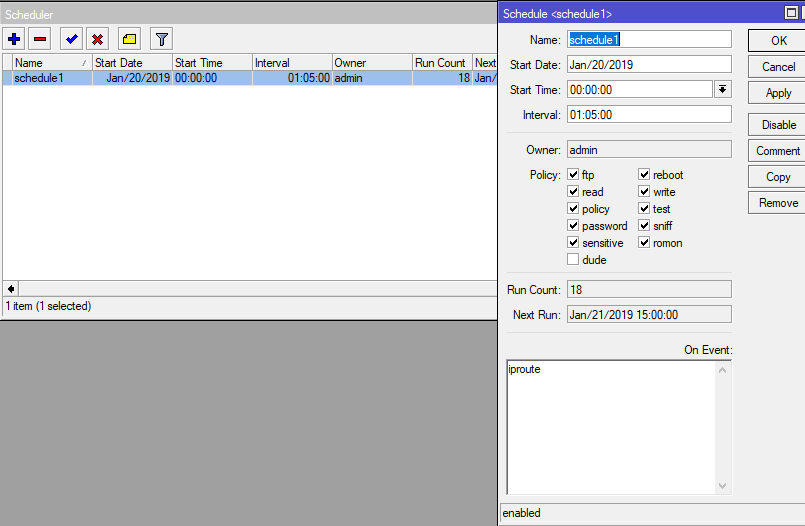 Scheduler
Name Start Date Start Time Interval Owner Run Count Next
schedule1 Jan/20/2019 00:00:00 01:05:00 admin 18 Jan/
1 item (1 selected)
Schedule <schedule1>
Name: schedule1
OK
Start Date: Jan/20/2019
Cancel
Start Time: 00:00:00
Apply
Interval: 01:05:00
Disable
Owner: admin
Comment
Policy: ftp reboot
Copy
read write
Remove
policy test
password sniff
sensitive romon
dude
Run Count: 18
Next Run: Jan/21/2019 15:00:00
On Event:
iproute
enabled